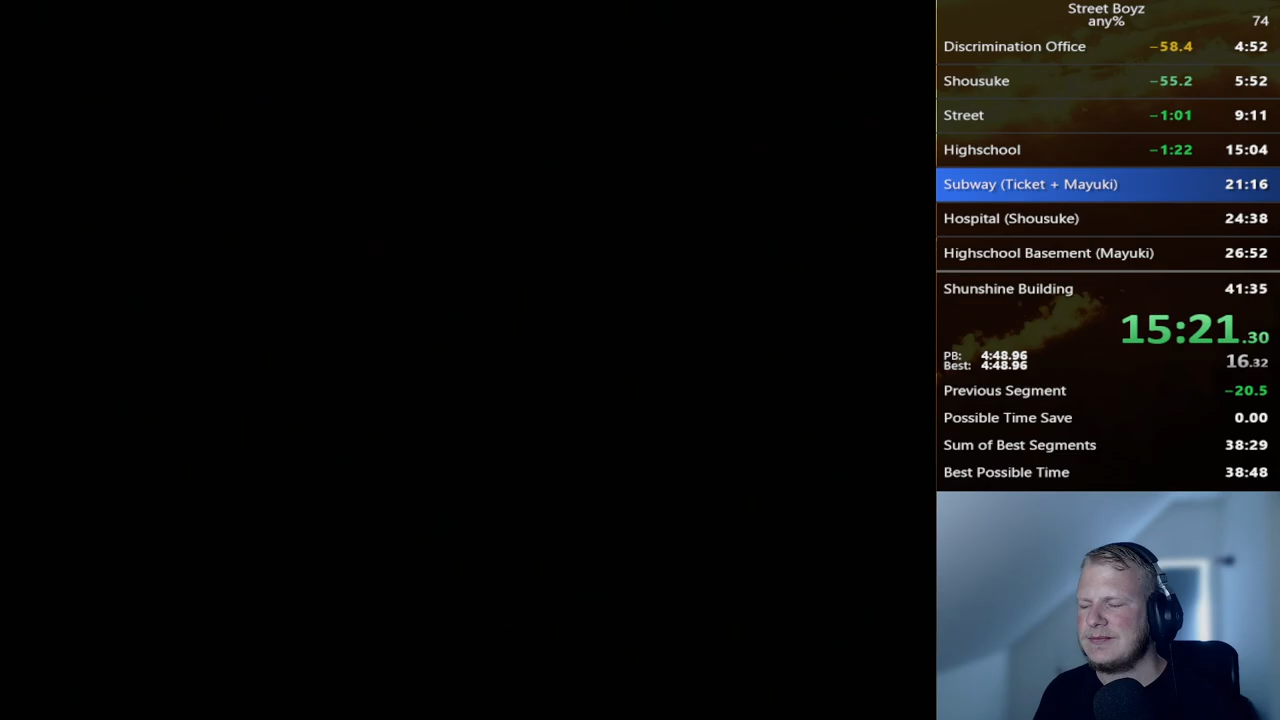 Street Boyz
any% 74
Discrimination Office −58.4 4:52
Shousuke −55.2 5:52
Street −1:01 9:11
Highschool −1:22 15:04
Subway (Ticket + Mayuki) 21:16
Hospital (Shousuke) 24:38
Highschool Basement (Mayuki) 26:52
Shunshine Building 41:35
15:21.30
PB: 4:48.96
Best: 4:48.96
16.32
Previous Segment −20.5
Possible Time Save 0.00
Sum of Best Segments 38:29
Best Possible Time 38:48